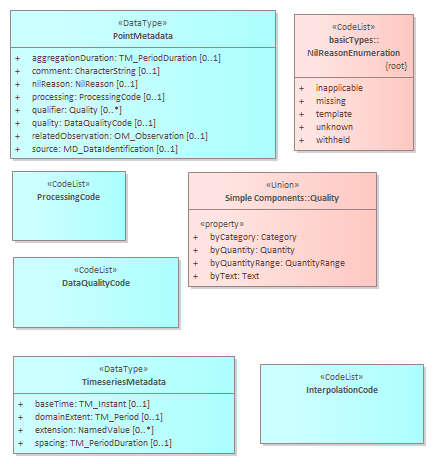 «DataType»
PointMetadata
+ aggregationDuration: TM_PeriodDuration [0..1]
+ comment: CharacterString [0..1]
+ nilReason: NilReason [0..1]
+ processing: ProcessingCode [0..1]
+ qualifier: Quality [0..*]
+ quality: DataQualityCode [0..1]
+ relatedObservation: OM_Observation [0..1]
+ source: MD_DataIdentification [0..1]
«CodeList»
basicTypes::
NilReasonEnumeration
{root}
+ inapplicable
+ missing
+ template
+ unknown
+ withheld
«CodeList»
ProcessingCode
«Union»
Simple Components::Quality
«property»
+ byCategory: Category
+ byQuantity: Quantity
+ byQuantityRange: QuantityRange
+ byText: Text
«CodeList»
DataQualityCode
«DataType»
TimeseriesMetadata
+ baseTime: TM_Instant [0..1]
+ domainExtent: TM_Period [0..1]
+ extension: NamedValue [0..*]
+ spacing: TM_PeriodDuration [0..1]
«CodeList»
InterpolationCode